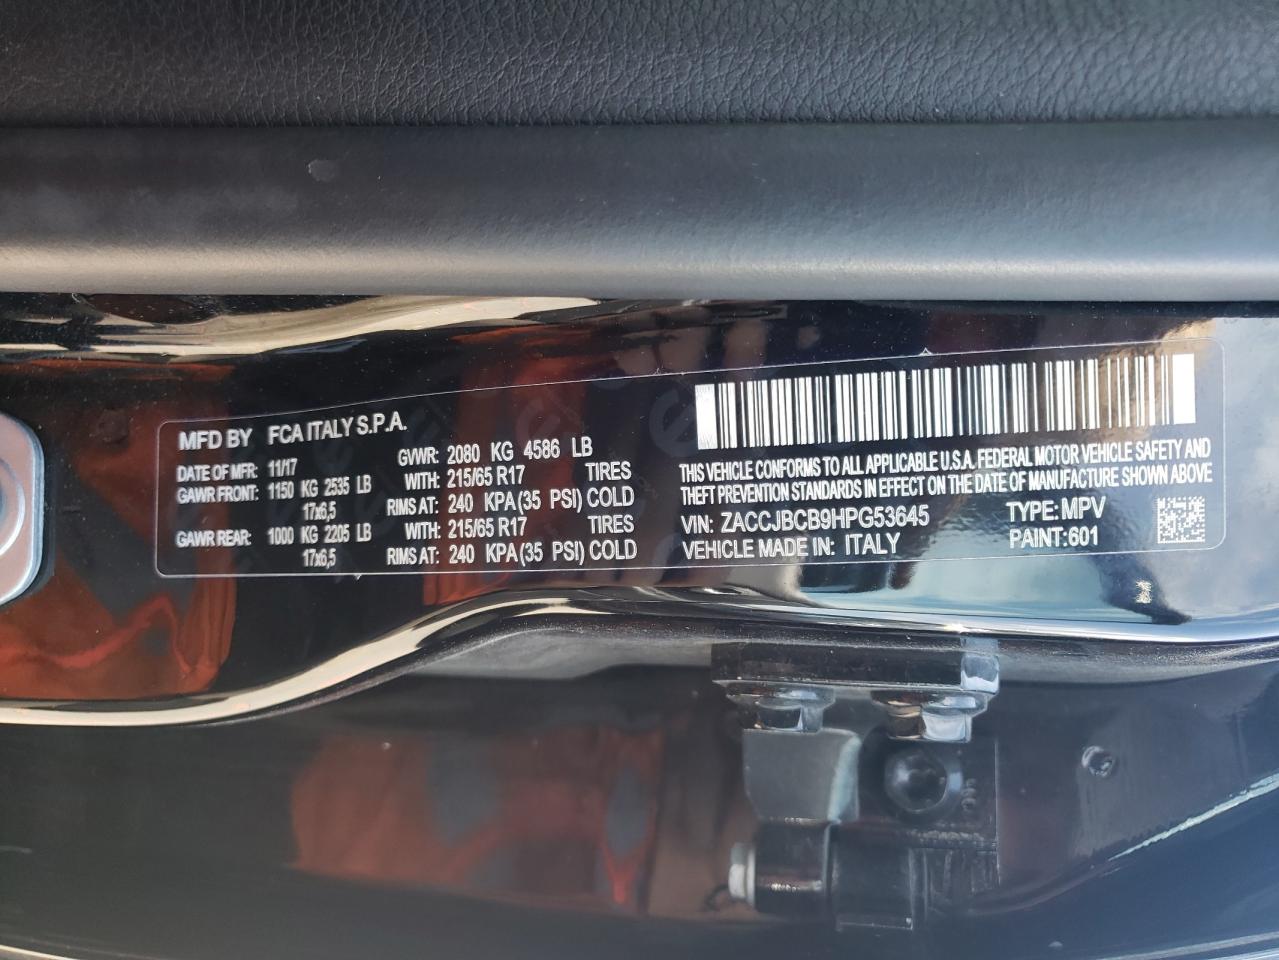 MFD BY FCA ITALY S.P.A.
DATE OF MFR: 11/17 GVWR: 2080 KG 4586 LB
GAWR FRONT: 1150 KG 2535 LB WITH: 215/65 R17 TIRES
17x6,5 RIMS AT: 240 KPA(35 PSI) COLD
GAWR REAR: 1000 KG 2205 LB WITH: 215/65 R17 TIRES
17x6,5 RIMS AT: 240 KPA(35 PSI) COLD
THIS VEHICLE CONFORMS TO ALL APPLICABLE U.S.A. FEDERAL MOTOR VEHICLE SAFETY AND
THEFT PREVENTION STANDARDS IN EFFECT ON THE DATE OF MANUFACTURE SHOWN ABOVE
VIN: ZACCJBCB9HPG53645 TYPE: MPV
VEHICLE MADE IN: ITALY PAINT: 601